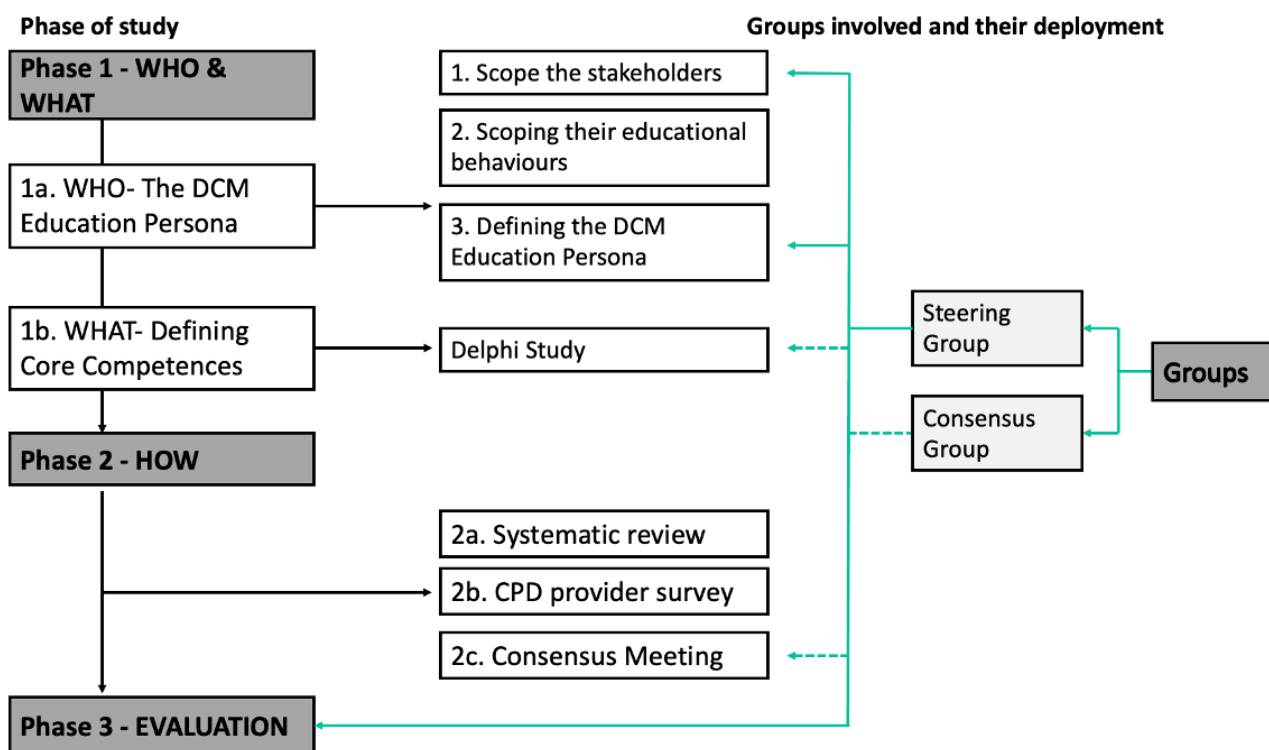 Phase of study
Groups involved and their deployment
Phase 1 - WHO &
WHAT
1. Scope the stakeholders
2. Scoping their educational
behaviours
1a. WHO- The DCM
Education Persona
3. Defining the DCM
Education Persona
1b. WHAT- Defining
Core Competences
Delphi Study
Steering
Group
Groups
Consensus
Group
Phase 2 - HOW
2a. Systematic review
2b. CPD provider survey
2c. Consensus Meeting
Phase 3 - EVALUATION